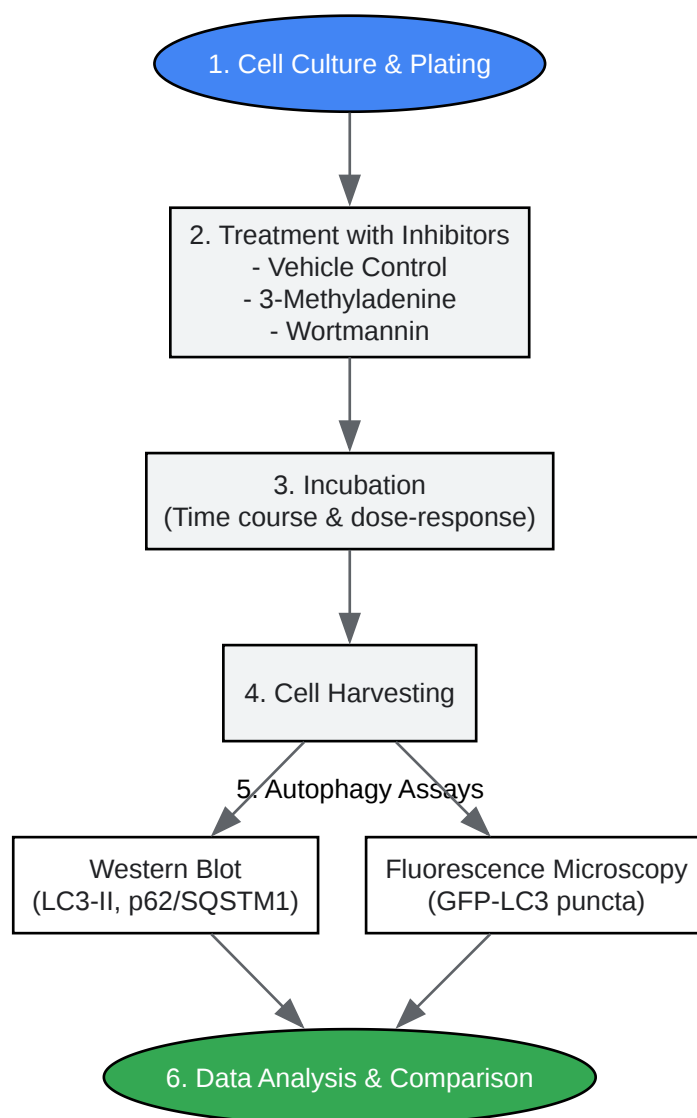 1. Cell Culture & Plating
2. Treatment with Inhibitors
- Vehicle Control
- 3-Methyladenine
- Wortmannin
3. Incubation
(Time course & dose-response)
4. Cell Harvesting
5. Autophagy Assays
Western Blot
(LC3-II, p62/SQSTM1)
Fluorescence Microscopy
(GFP-LC3 puncta)
6. Data Analysis & Comparison